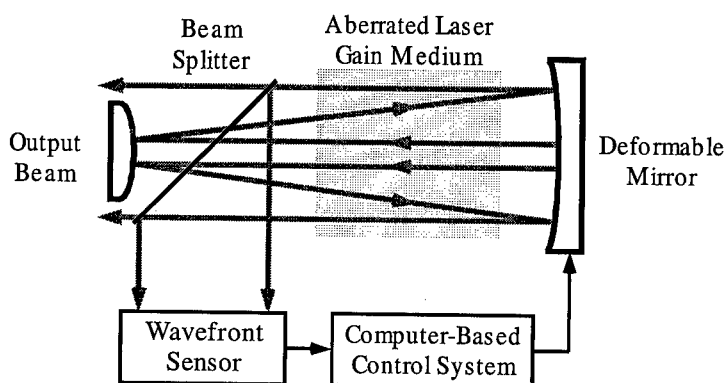 Beam
Splitter
Aberrated Laser
Gain Medium
Output
Beam
Deformable
Mirror
Wavefront
Sensor
Computer-Based
Control System